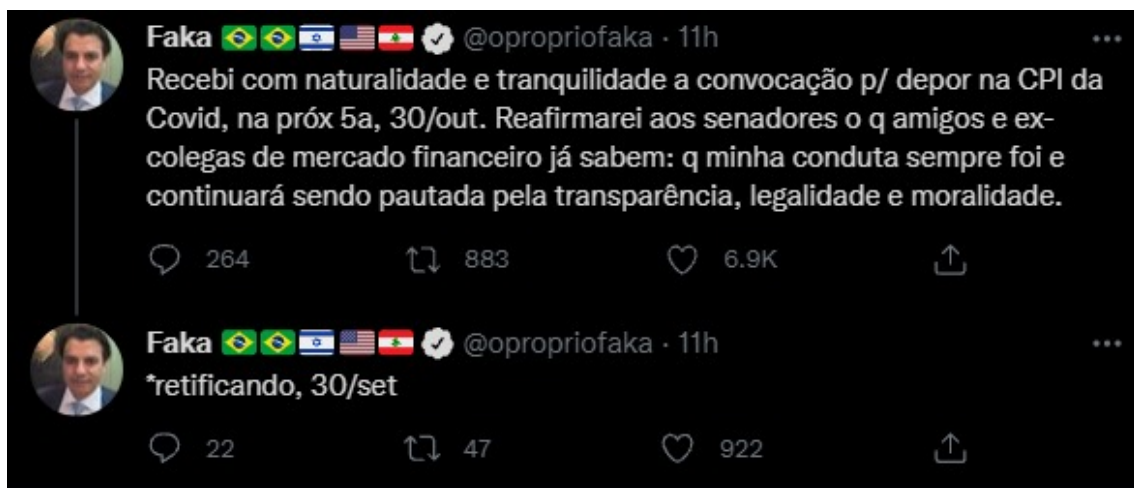 Faka 🇧🇷🇧🇷🇮🇱🇺🇸🇱🇧 @opropriofaka · 11h
Recebi com naturalidade e tranquilidade a convocação p/ depor na CPI da
Covid, na próx 5a, 30/out. Reafirmarei aos senadores o q amigos e ex-
colegas de mercado financeiro já sabem: q minha conduta sempre foi e
continuará sendo pautada pela transparência, legalidade e moralidade.
264 883 6.9K
Faka 🇧🇷🇧🇷🇮🇱🇺🇸🇱🇧 @opropriofaka · 11h
*retificando, 30/set
22 47 922